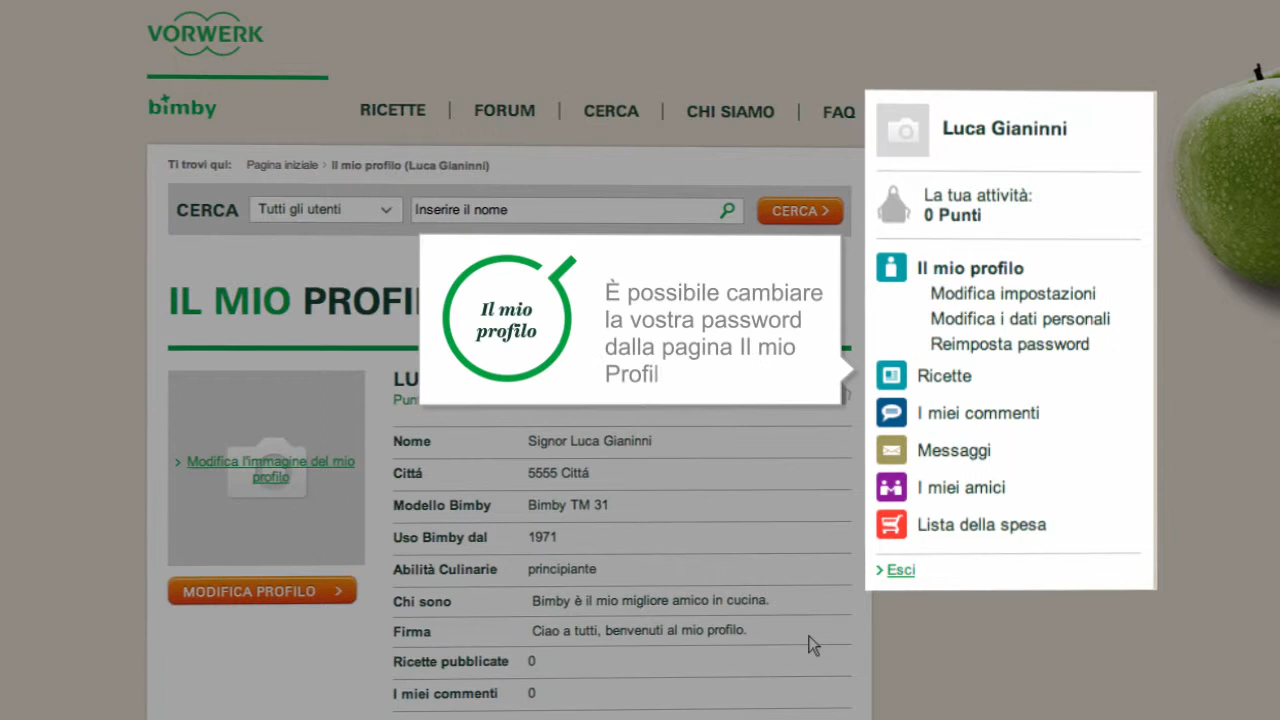 VORWERK
bimby
RICETTE | FORUM | CERCA | CHI SIAMO | FAQ
Ti trovi qui: Pagina iniziale > Il mio profilo (Luca Gianinni)
CERCA Tutti gli utenti Inserire il nome CERCA >
IL MIO PROFI
Il mio
profilo
È possibile cambiare
la vostra password
dalla pagina Il mio
Profil
> Modifica l'immagine del mio
profilo
MODIFICA PROFILO >
LU
Pun
Nome Signor Luca Gianinni
Cittá 5555 Cittá
Modello Bimby Bimby TM 31
Uso Bimby dal 1971
Abilità Culinarie principiante
Chi sono Bimby è il mio migliore amico in cucina.
Firma Ciao a tutti, benvenuti al mio profilo.
Ricette pubblicate 0
I miei commenti 0
Luca Gianinni
La tua attività:
0 Punti
Il mio profilo
Modifica impostazioni
Modifica i dati personali
Reimposta password
Ricette
I miei commenti
Messaggi
I miei amici
Lista della spesa
> Esci